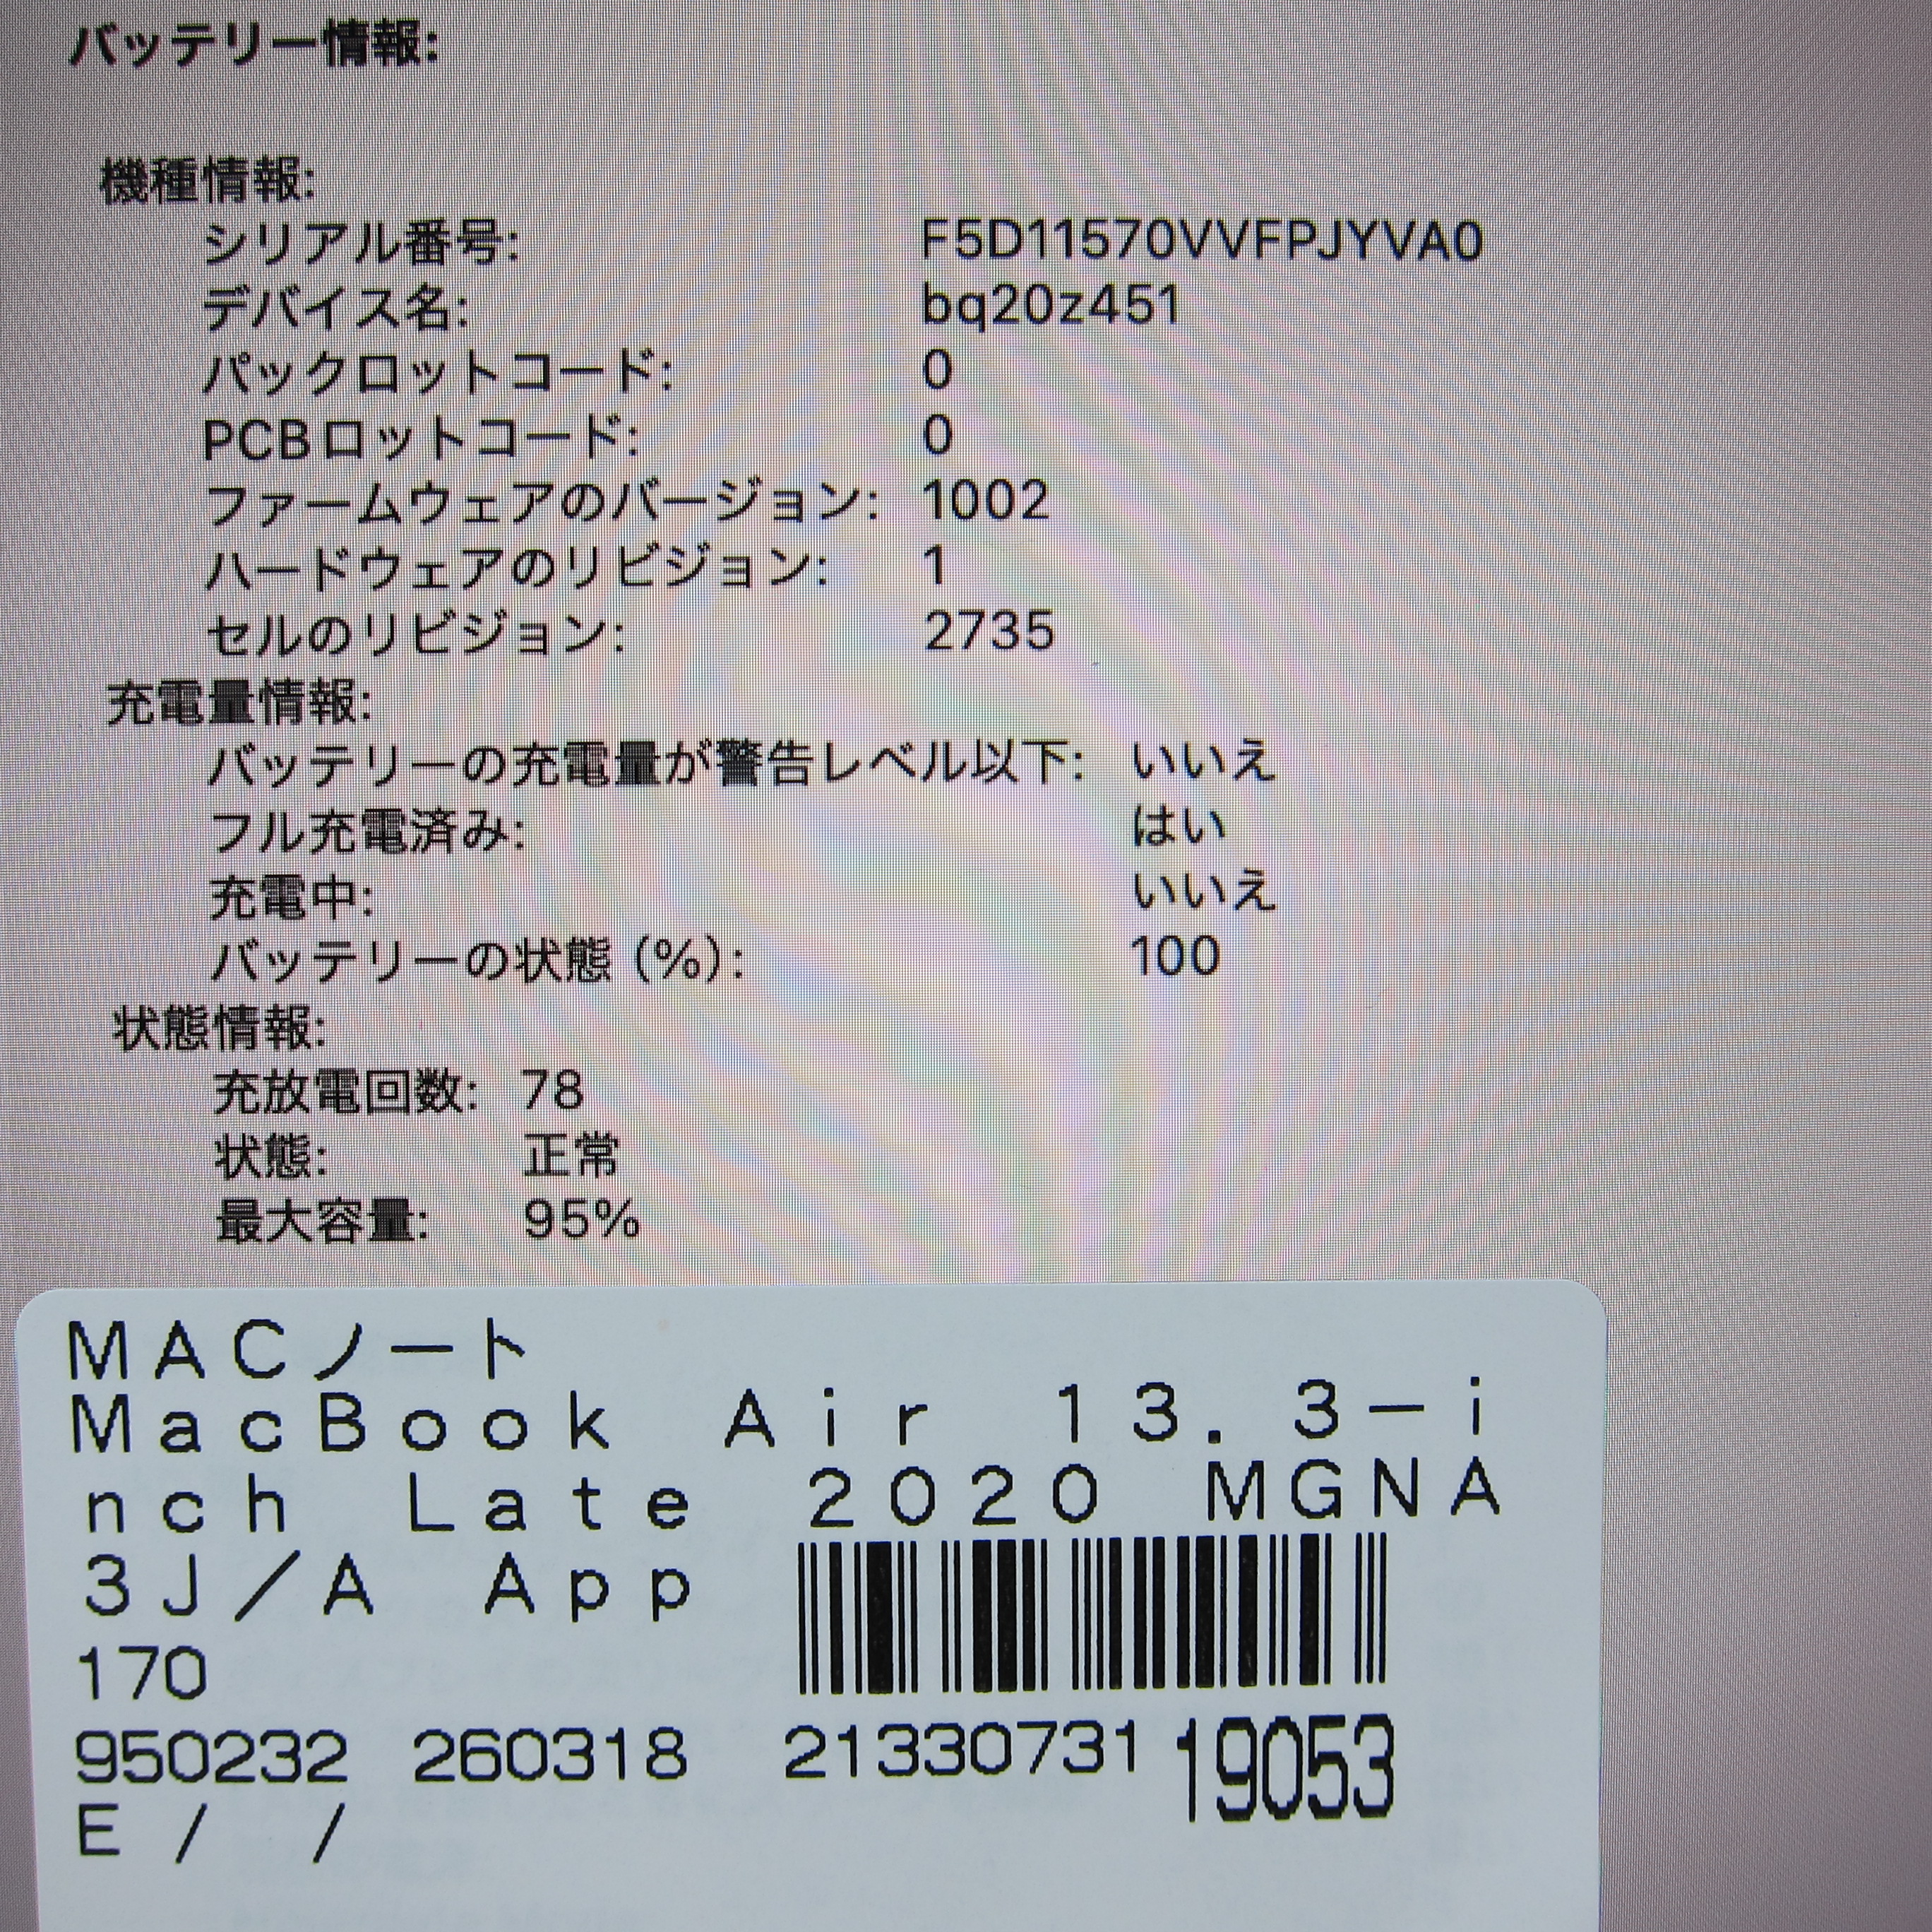 バッテリー情報:
機種情報:
シリアル番号: F5D11570VVFPJYVA0
デバイス名: bq20z451
パックロットコード: 0
PCBロットコード: 0
ファームウェアのバージョン: 1002
ハードウェアのリビジョン: 1
セルのリビジョン: 2735
充電量情報:
バッテリーの充電量が警告レベル以下: いいえ
フル充電済み: はい
充電中: いいえ
バッテリーの状態 (%): 100
状態情報:
充放電回数: 78
状態: 正常
最大容量: 95%
MACノート
MacBook Air 13.3-i
nch Late 2020 MGNA
3J/A App
170
950232 260318 21330731 19053
E / /